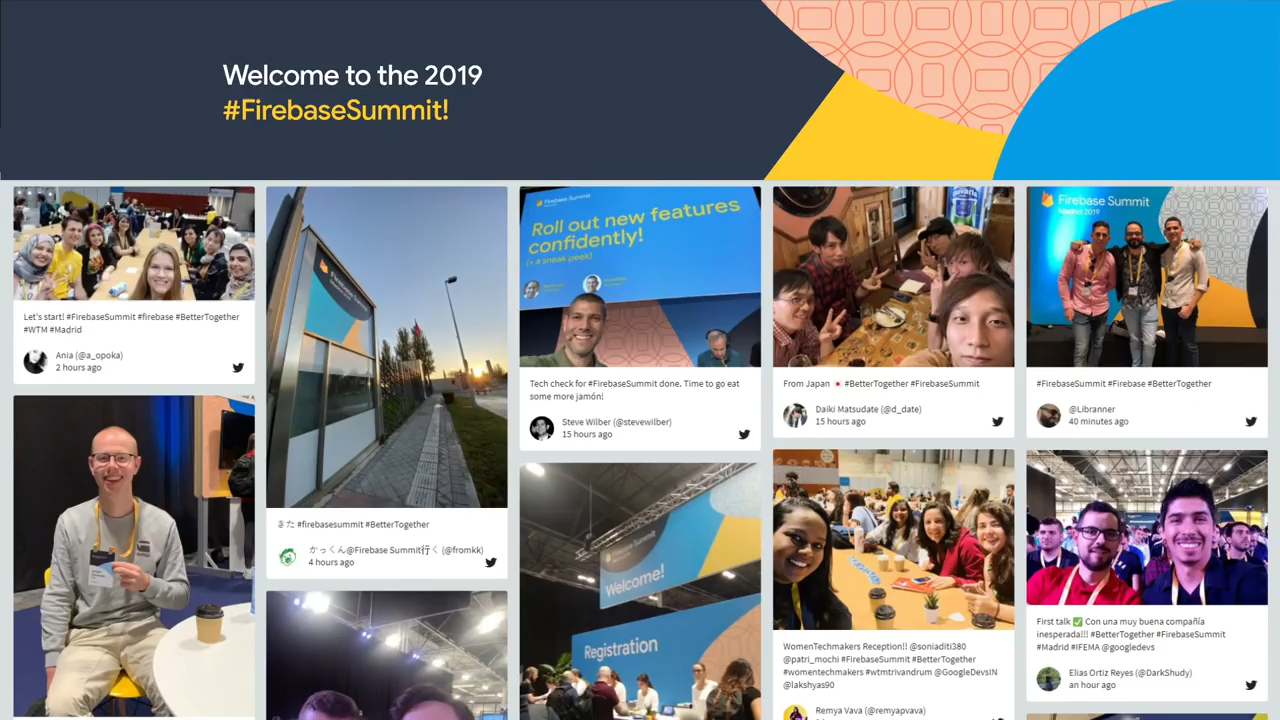 Welcome to the 2019
#FirebaseSummit!
Let's start! #FirebaseSummit #firebase #BetterTogether
#WTM #Madrid
Ania (@a_opoka)
2 hours ago
きた #firebasesummit #BetterTogether
かっくん@Firebase Summit行く (@fromkk)
4 hours ago
Firebase Summit
Roll out new features
confidently!
(+ a sneak peek)
Tech check for #FirebaseSummit done. Time to go eat
some more jamón!
Steve Wilber (@stevewilber)
15 hours ago
Welcome!
Registration
From Japan 🇯🇵 #BetterTogether #FirebaseSummit
Daiki Matsudate (@d_date)
15 hours ago
WomenTechmakers Reception!! @soniaditi380
@patri_mochi #FirebaseSummit #BetterTogether
#womentechmakers #wtmtrivandrum @GoogleDevsIN
@lakshyas90
Remya Vava (@remyapvava)
Firebase Summit
Madrid 2019
#FirebaseSummit #Firebase #BetterTogether
@Libranner
40 minutes ago
First talk ✅ Con una muy buena compañía
inesperada!!! #BetterTogether #FirebaseSummit
#Madrid #IFEMA @googledevs
Elias Ortiz Reyes (@DarkShudy)
an hour ago